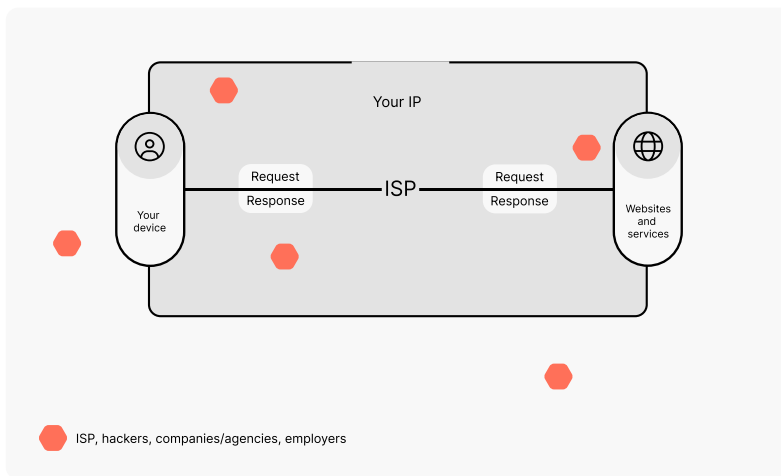 Your IP
Request
Response
ISP
Request
Response
Your
device
Websites
and
services
ISP, hackers, companies/agencies, employers